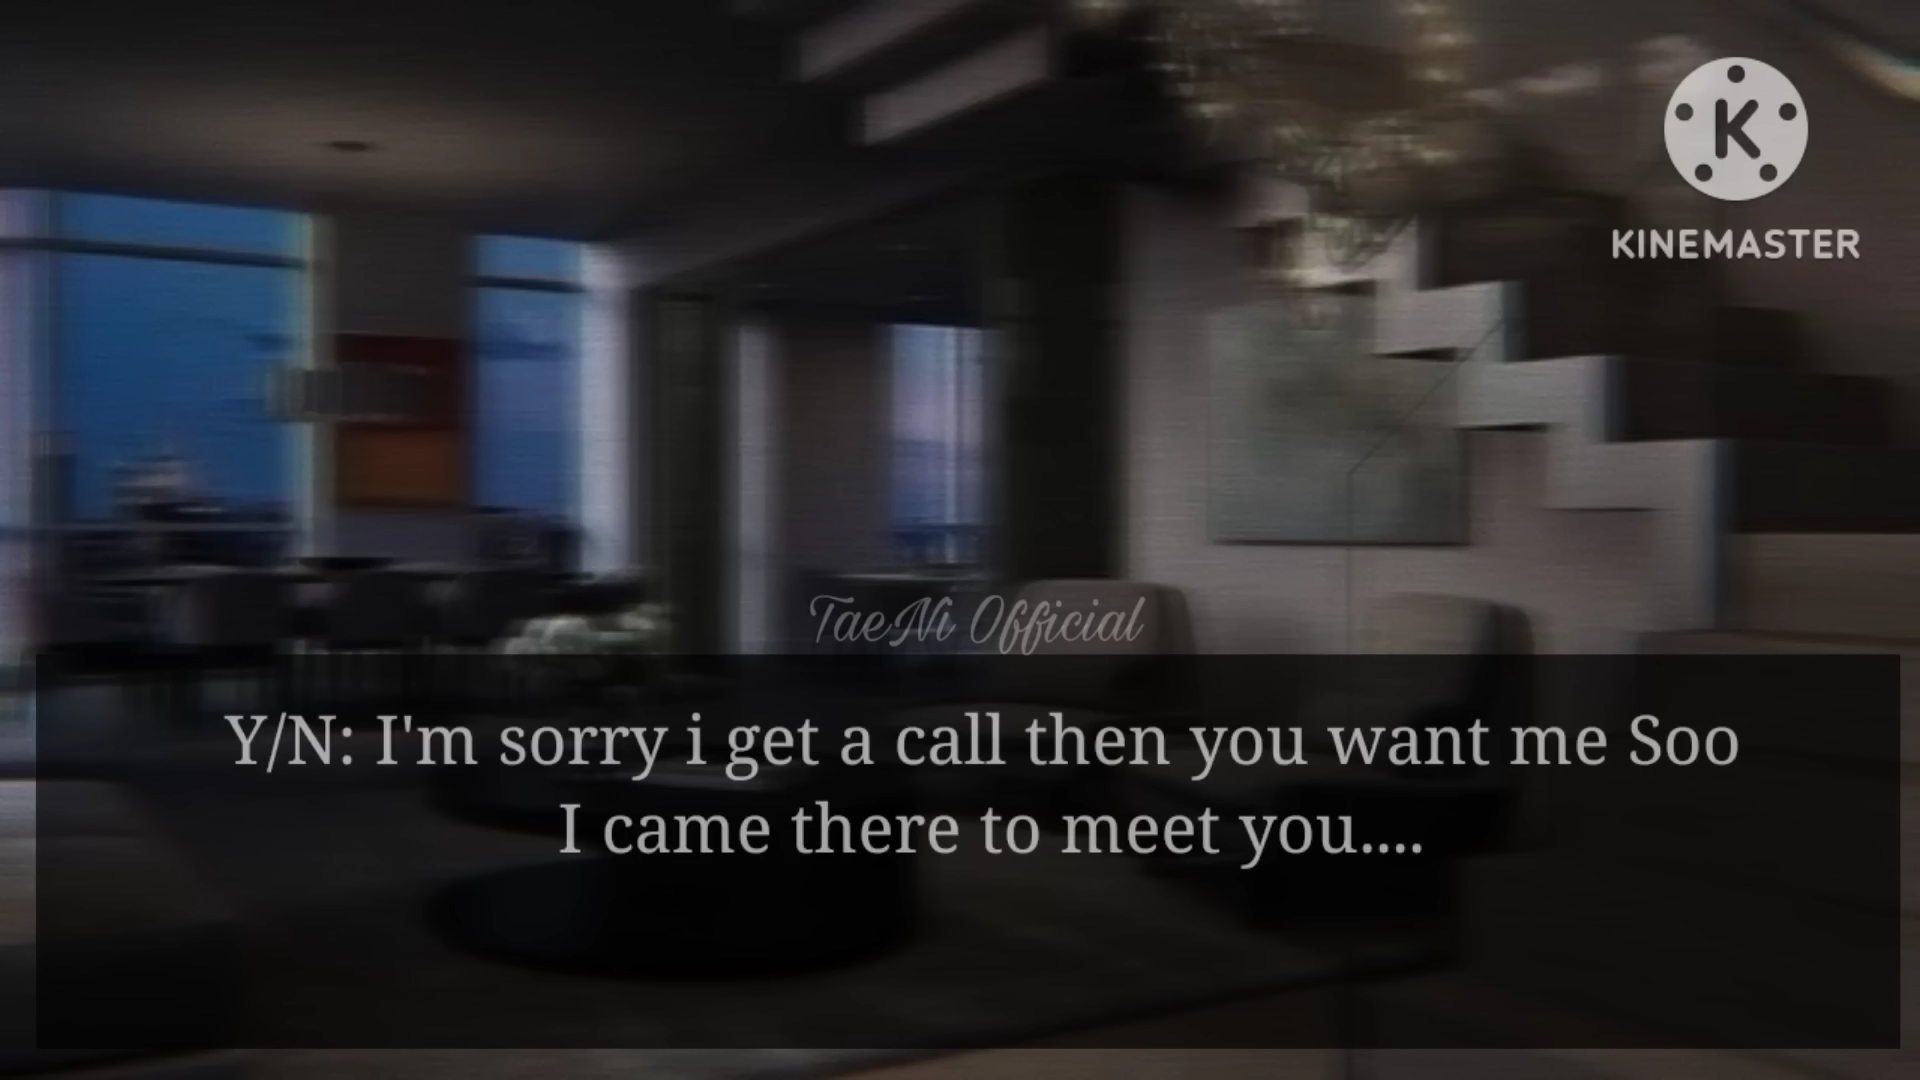 K
KINEMASTER
TaeNi Official
Y/N: I'm sorry i get a call then you want me Soo
I came there to meet you....